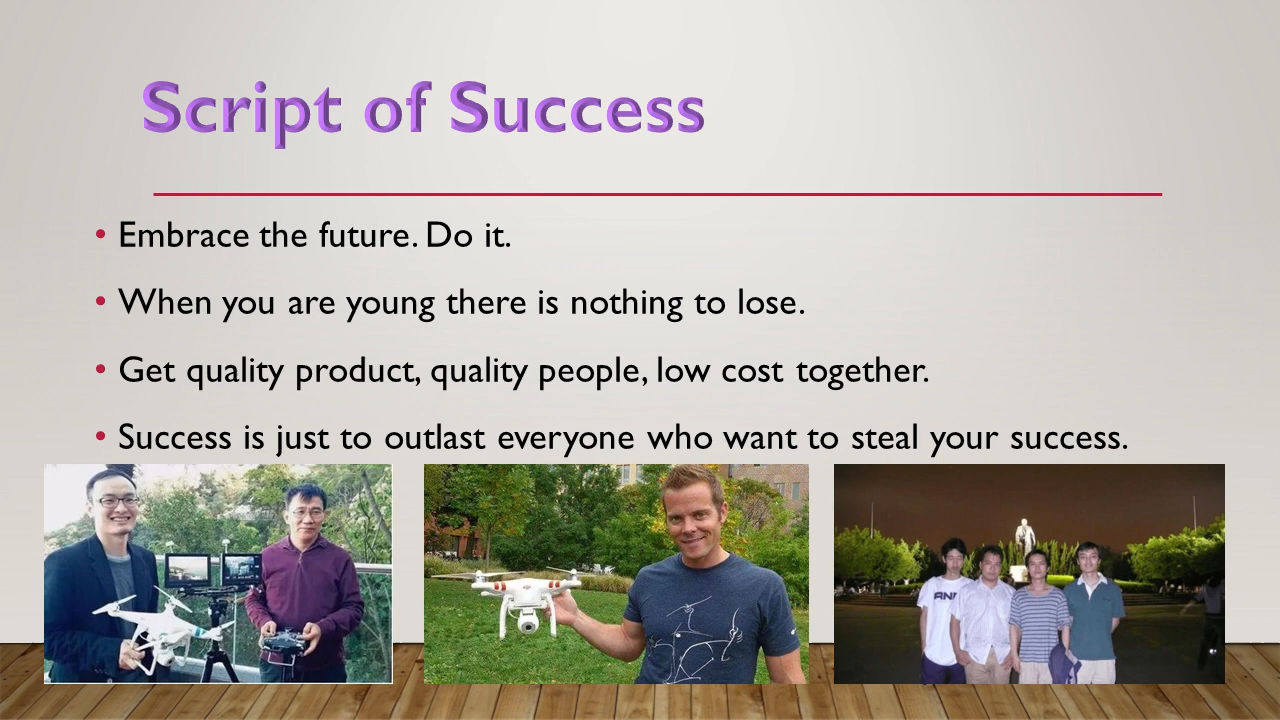 Script of Success
• Embrace the future. Do it.
• When you are young there is nothing to lose.
• Get quality product, quality people, low cost together.
• Success is just to outlast everyone who want to steal your success.